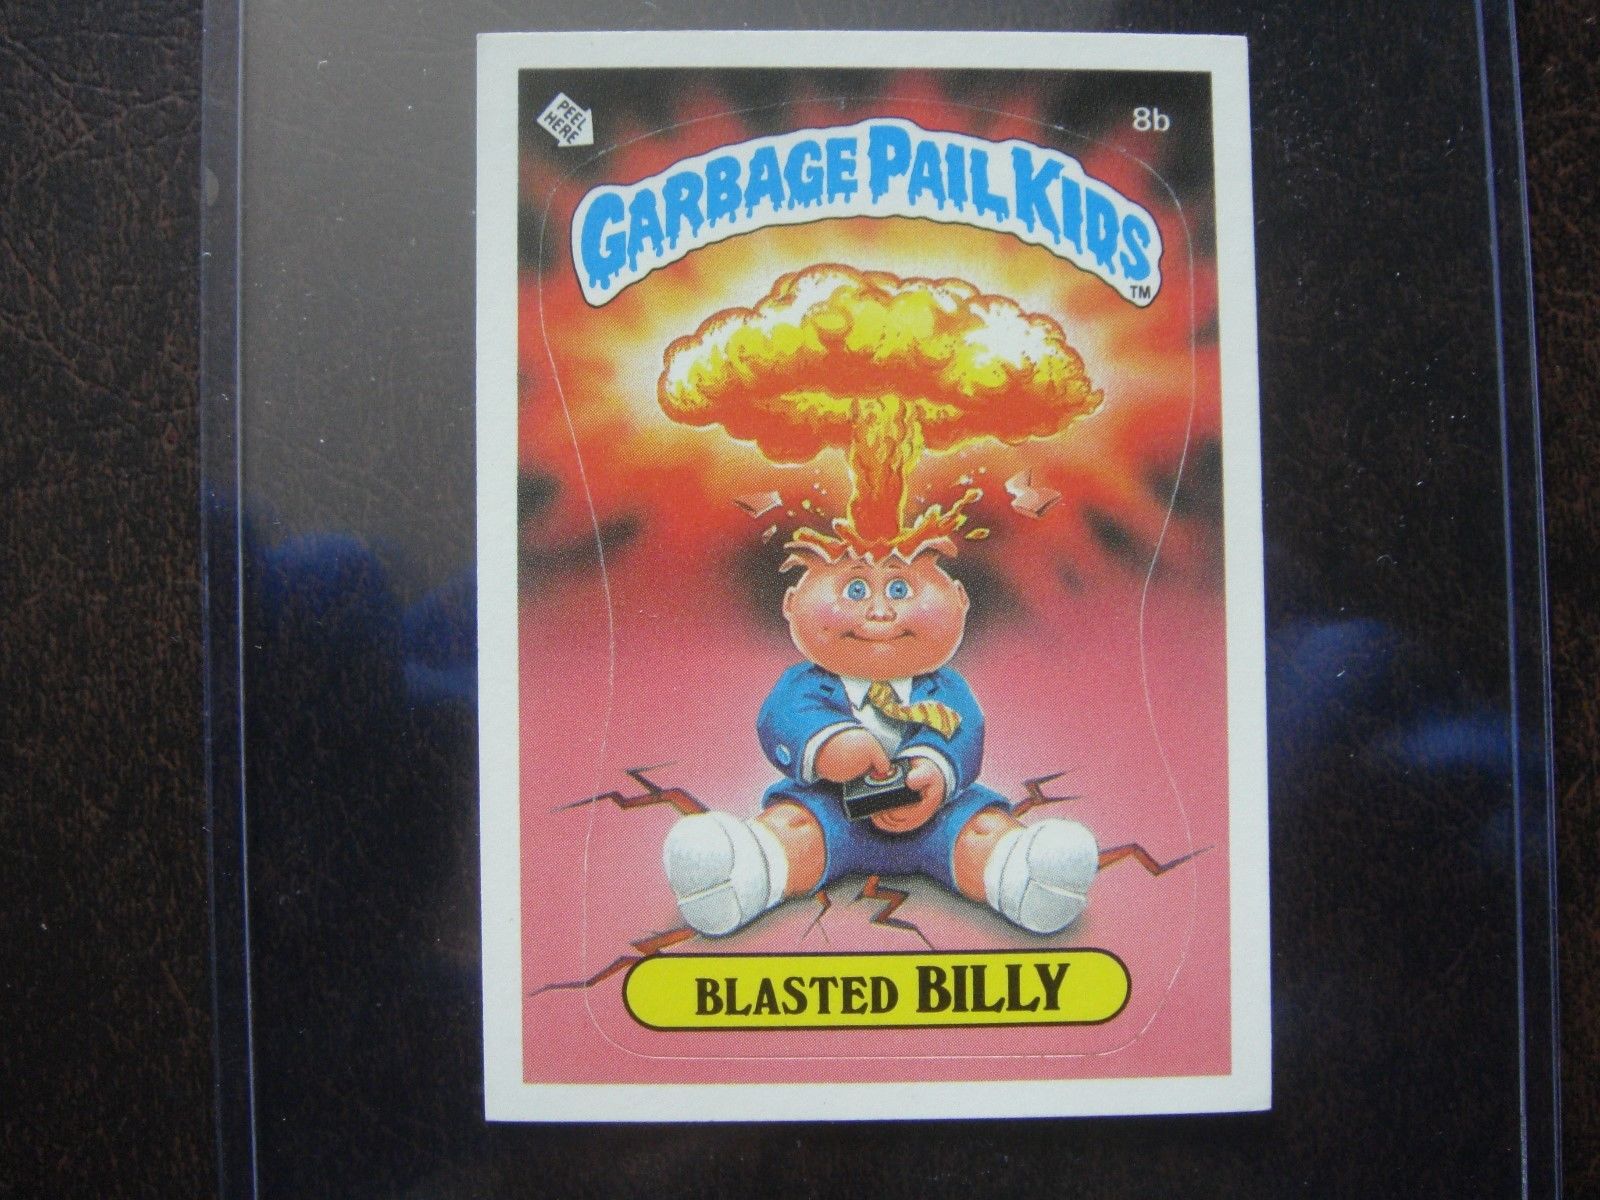 PEEL
HERE
8b
GARBAGE PAIL KIDS
TM
BLASTED BILLY